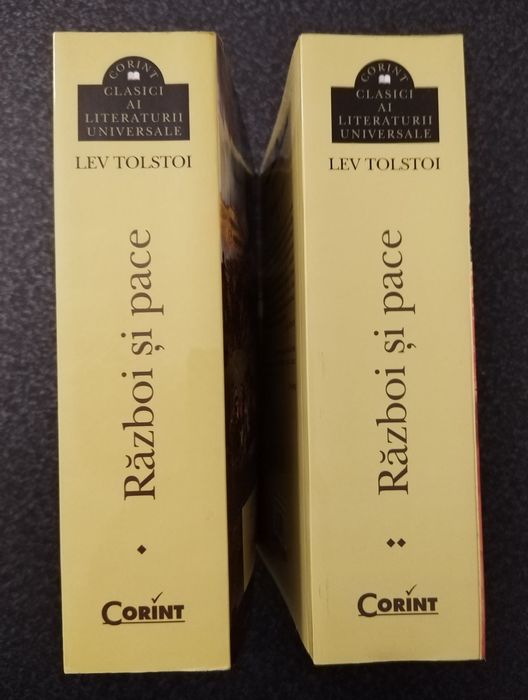 CORINT
CLASICI
AI
LITERATURII
UNIVERSALE
LEV TOLSTOI
Război și pace
CORINT
CORINT
CLASICI
AI
LITERATURII
UNIVERSALE
LEV TOLSTOI
Război și pace
CORINT